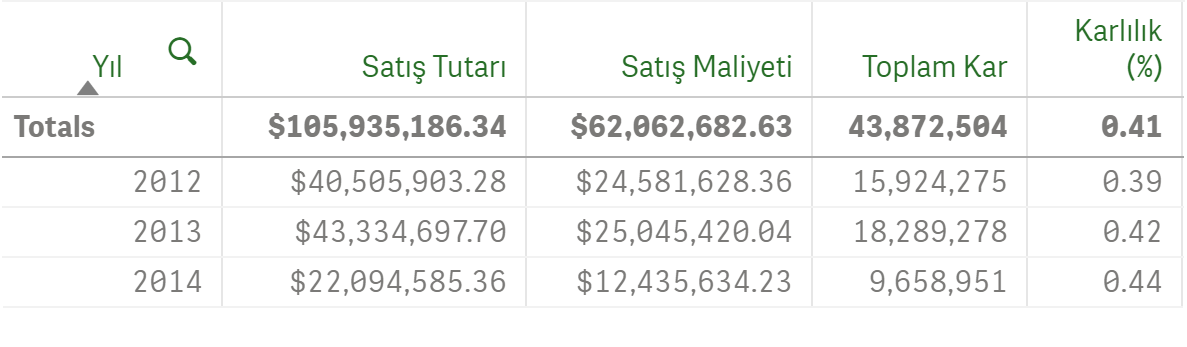 Yıl Satış Tutarı Satış Maliyeti Toplam Kar Karlılık (%)
Totals $105,935,186.34 $62,062,682.63 43,872,504 0.41
2012 $40,505,903.28 $24,581,628.36 15,924,275 0.39
2013 $43,334,697.70 $25,045,420.04 18,289,278 0.42
2014 $22,094,585.36 $12,435,634.23 9,658,951 0.44